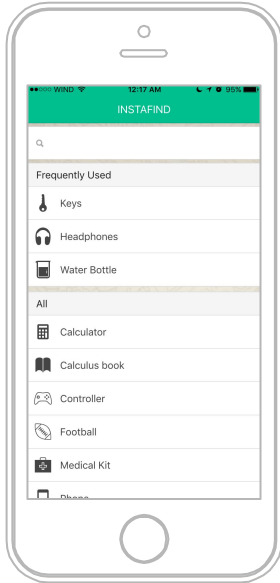 WIND 12:17 AM 95%
INSTAFIND
Frequently Used
Keys
Headphones
Water Bottle
All
Calculator
Calculus book
Controller
Football
Medical Kit
Phone